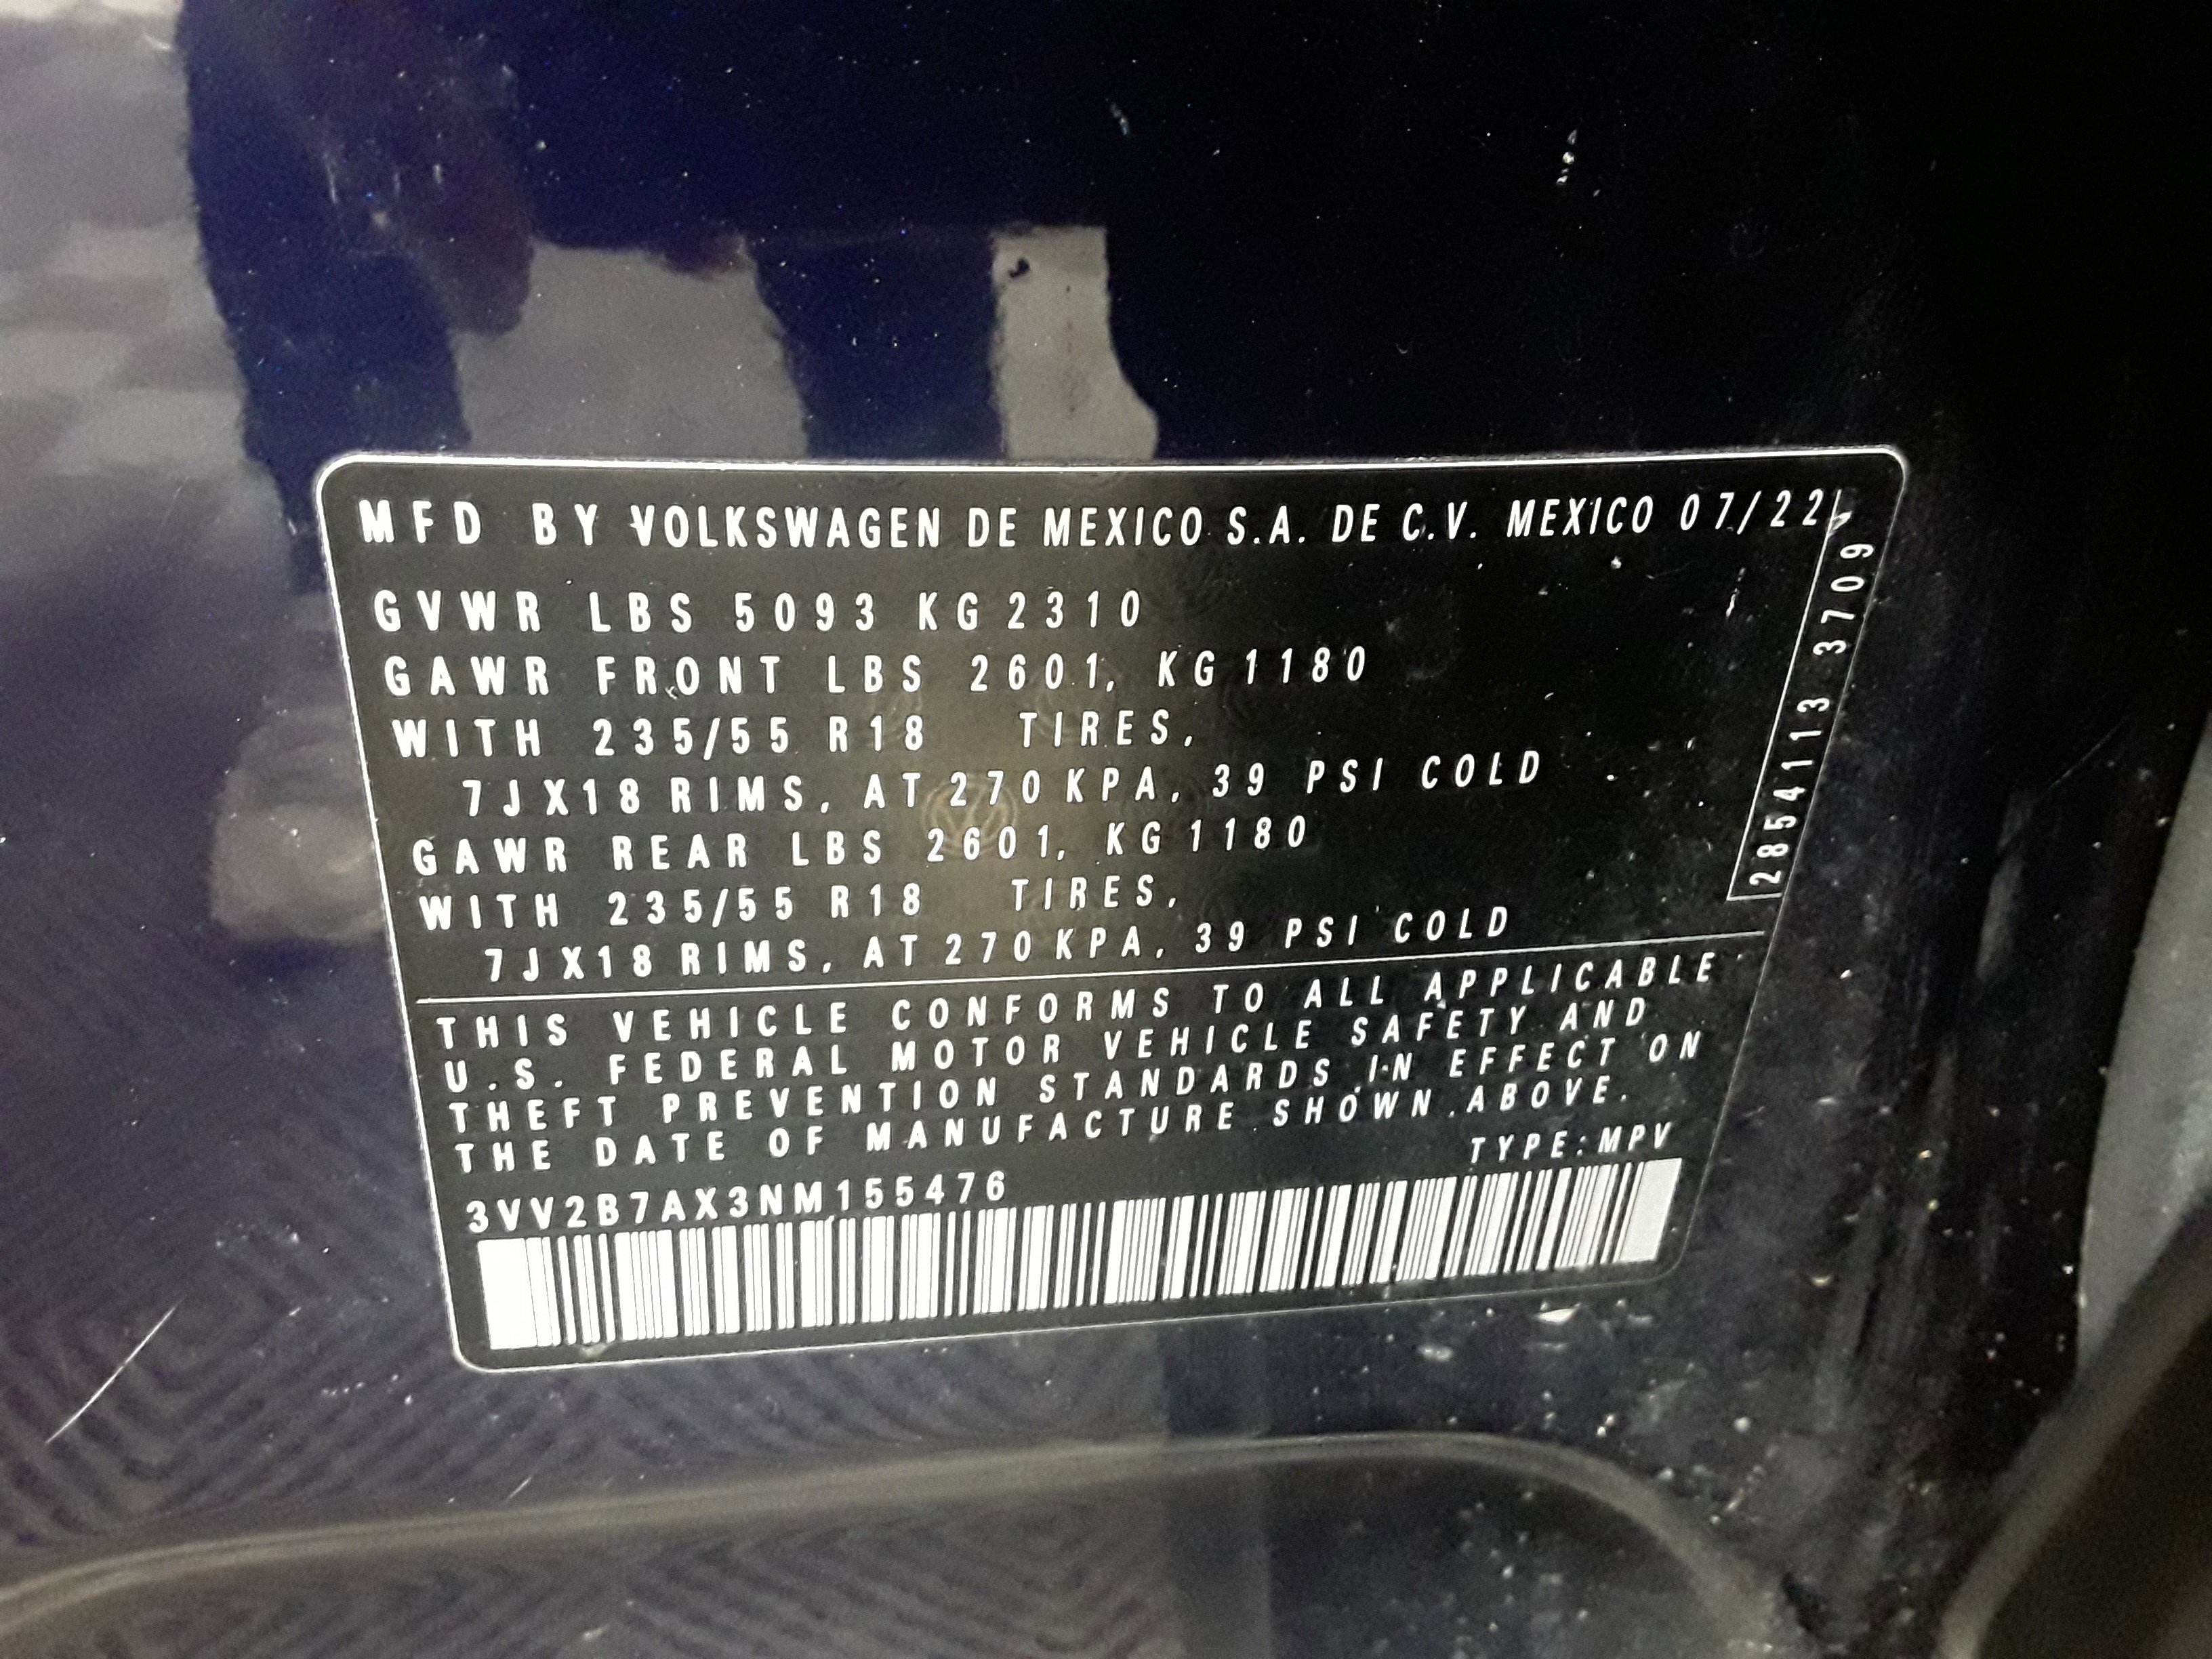 MFD BY VOLKSWAGEN DE MEXICO S.A. DE C.V. MEXICO 07/22
GVWR LBS 5093 KG 2310
GAWR FRONT LBS 2601, KG 1180
WITH 235/55 R18 TIRES,
7JX18 RIMS, AT 270 KPA, 39 PSI COLD
GAWR REAR LBS 2601, KG 1180
WITH 235/55 R18 TIRES,
7JX18 RIMS, AT 270 KPA, 39 PSI COLD
2854113 3709
THIS VEHICLE CONFORMS TO ALL APPLICABLE
U.S. FEDERAL MOTOR VEHICLE SAFETY AND
THEFT PREVENTION STANDARDS IN EFFECT ON
THE DATE OF MANUFACTURE SHOWN ABOVE.
TYPE:MPV
3VV2B7AX3NM155476